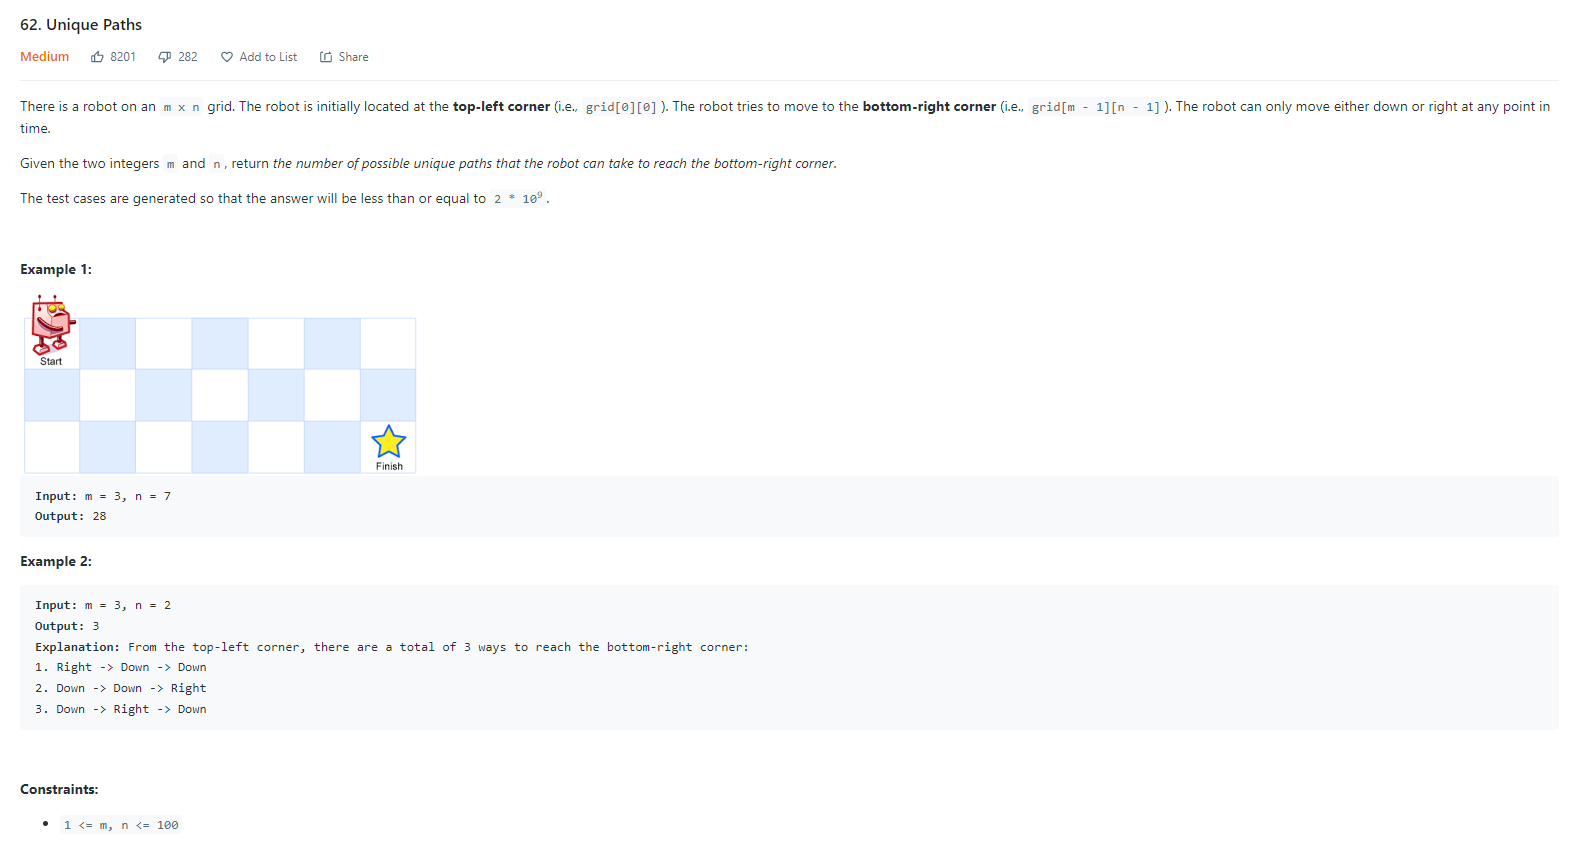 62. Unique Paths
Medium 8201 282 Add to List Share
There is a robot on an m x n grid. The robot is initially located at the top-left corner (i.e., grid[0][0] ). The robot tries to move to the bottom-right corner (i.e., grid[m - 1][n - 1] ). The robot can only move either down or right at any point in
time.
Given the two integers m and n, return the number of possible unique paths that the robot can take to reach the bottom-right corner.
The test cases are generated so that the answer will be less than or equal to 2 * 10⁹ .
Example 1:
Start
Finish
Input: m = 3, n = 7
Output: 28
Example 2:
Input: m = 3, n = 2
Output: 3
Explanation: From the top-left corner, there are a total of 3 ways to reach the bottom-right corner:
1. Right -> Down -> Down
2. Down -> Down -> Right
3. Down -> Right -> Down
Constraints:
• 1 <= m, n <= 100